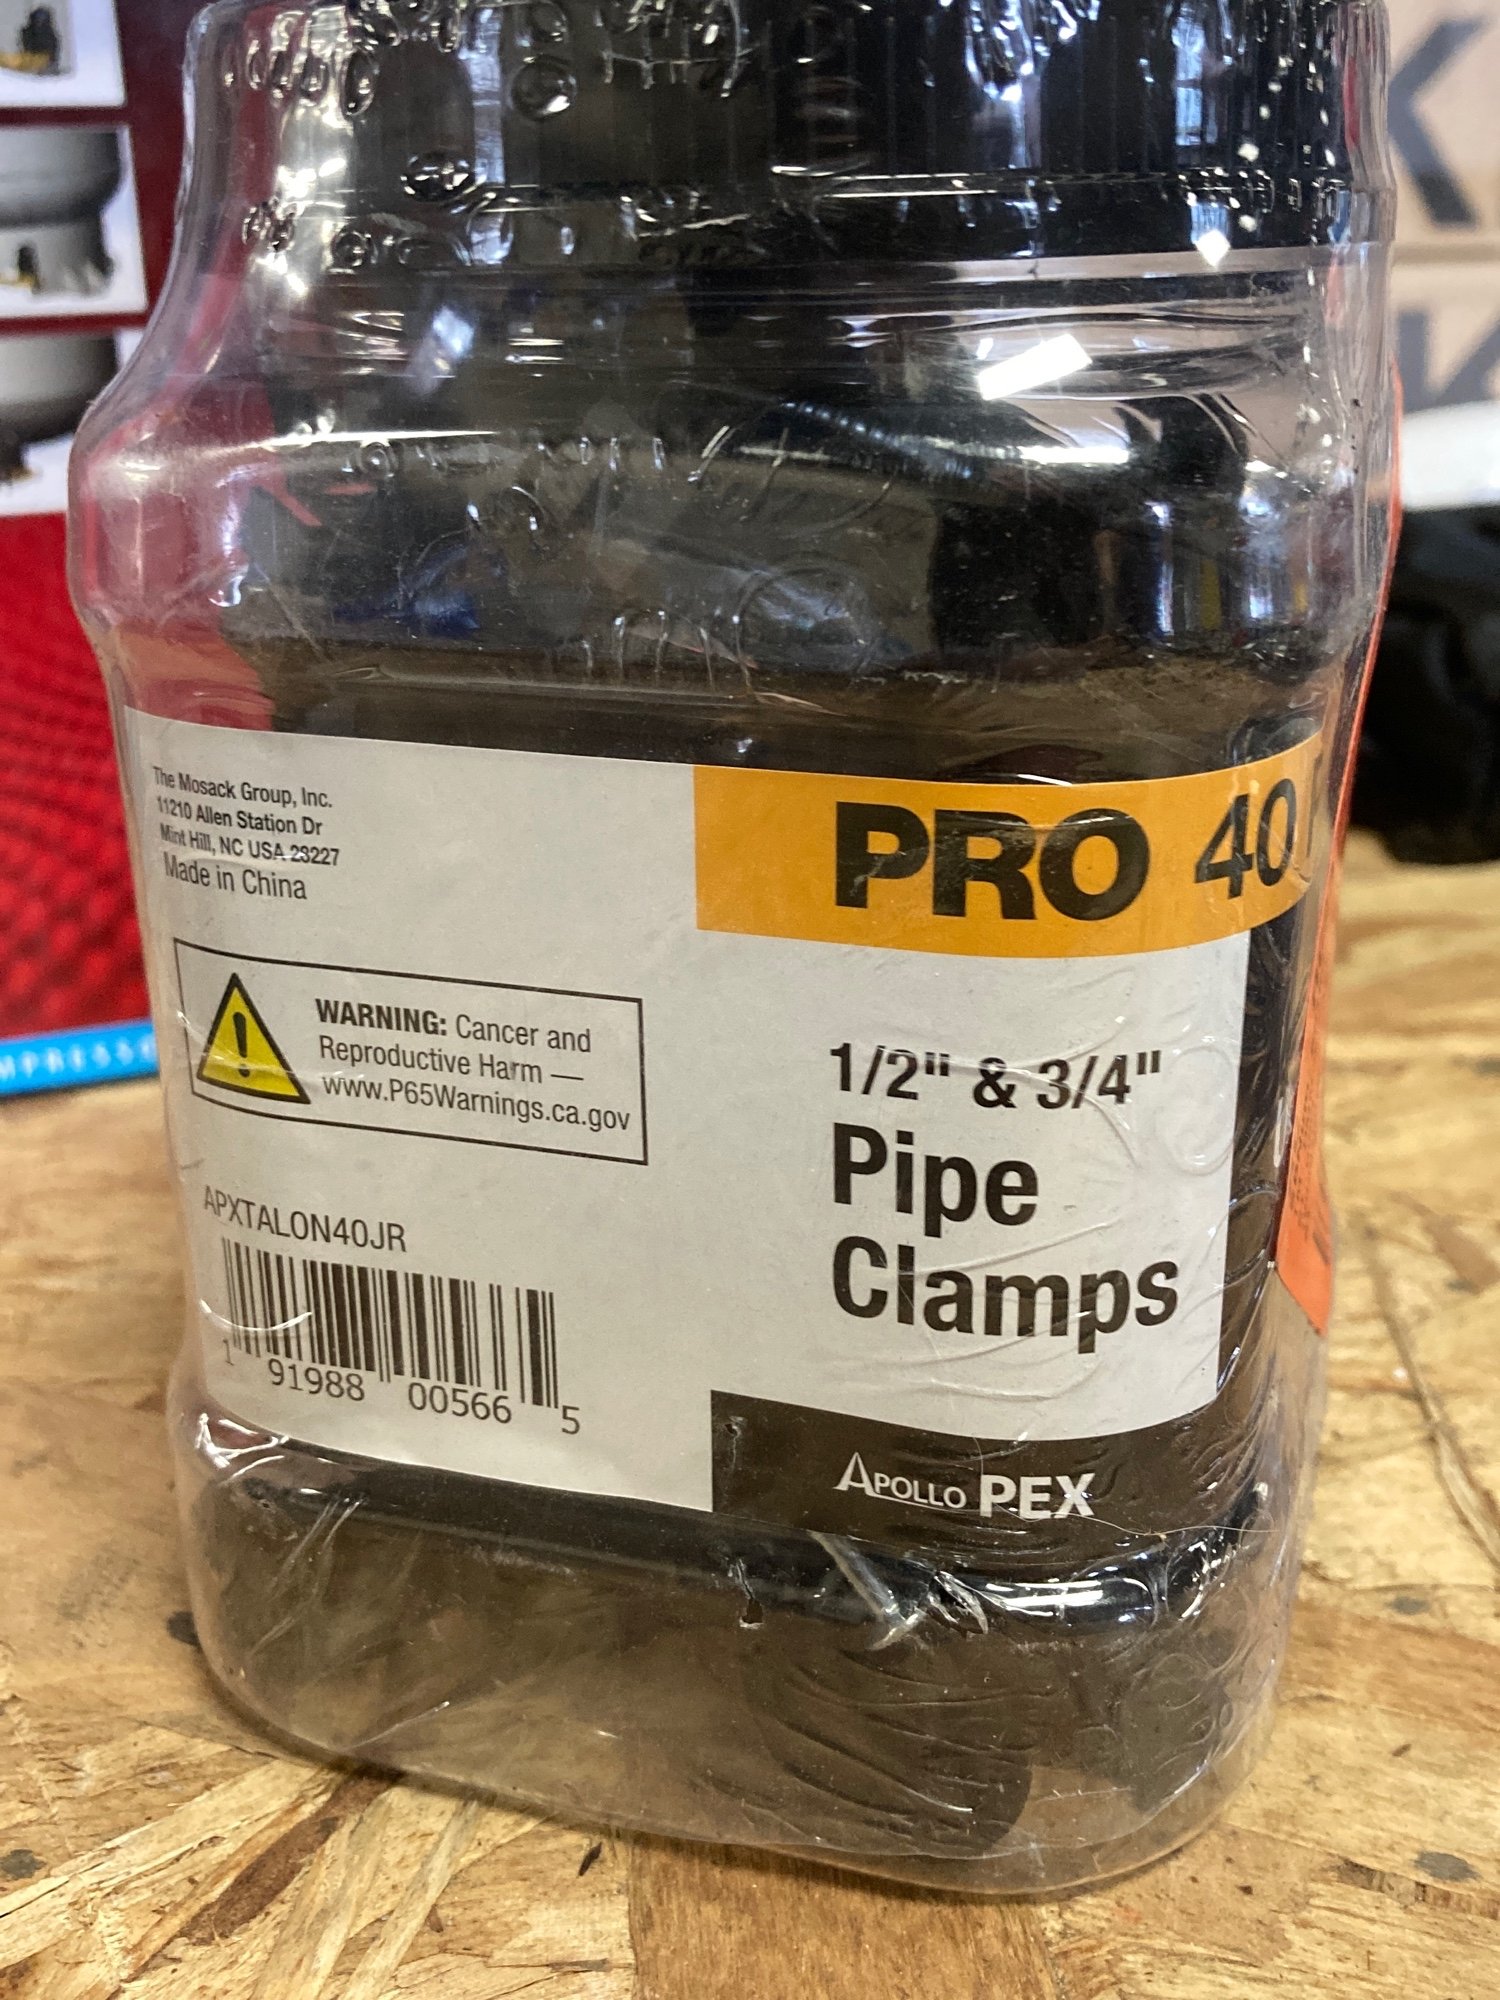 The Mosack Group, Inc.
11210 Allen Station Dr
Mint Hill, NC USA 28227
Made in China
WARNING: Cancer and
Reproductive Harm —
www.P65Warnings.ca.gov
APXTALON40JR
1 91988 00566 5
PRO 40
1/2" & 3/4"
Pipe
Clamps
APOLLO PEX
MPRESSO
K